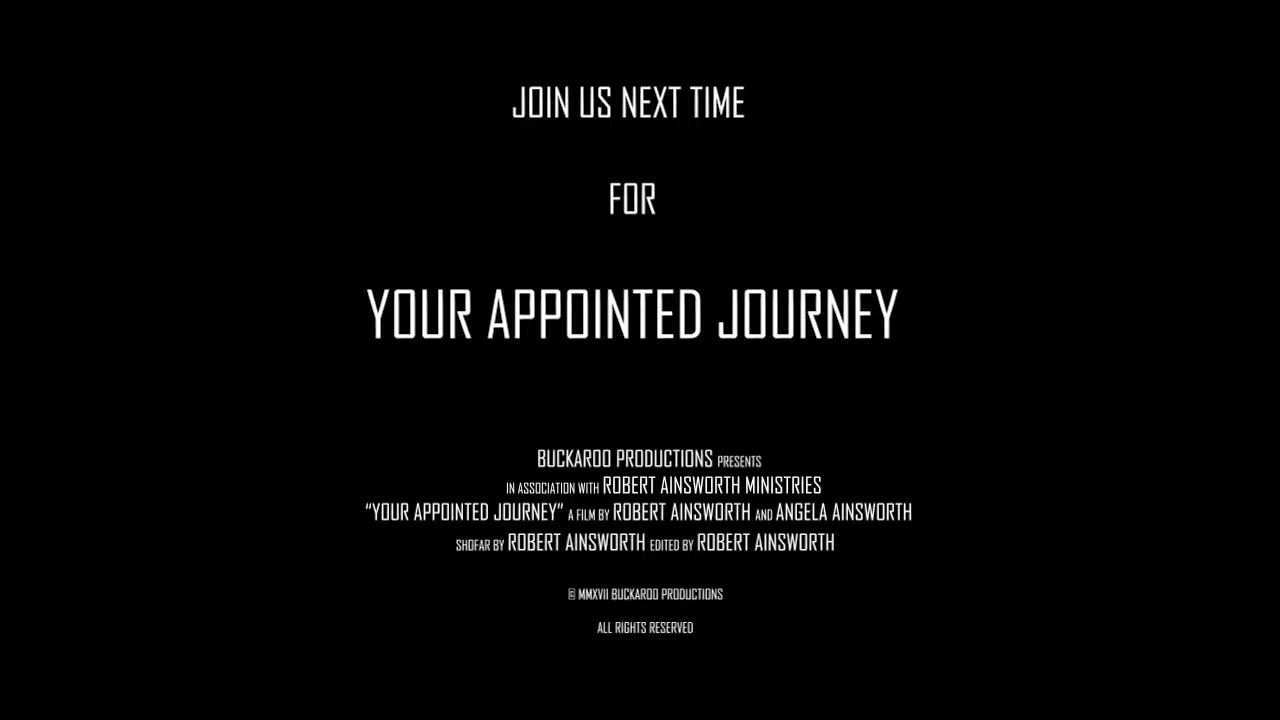 JOIN US NEXT TIME
FOR
YOUR APPOINTED JOURNEY
BUCKAROO PRODUCTIONS PRESENTS
IN ASSOCIATION WITH ROBERT AINSWORTH MINISTRIES
“YOUR APPOINTED JOURNEY” A FILM BY ROBERT AINSWORTH AND ANGELA AINSWORTH
SHOFAR BY ROBERT AINSWORTH EDITED BY ROBERT AINSWORTH
© MMXVII BUCKAROO PRODUCTIONS
ALL RIGHTS RESERVED